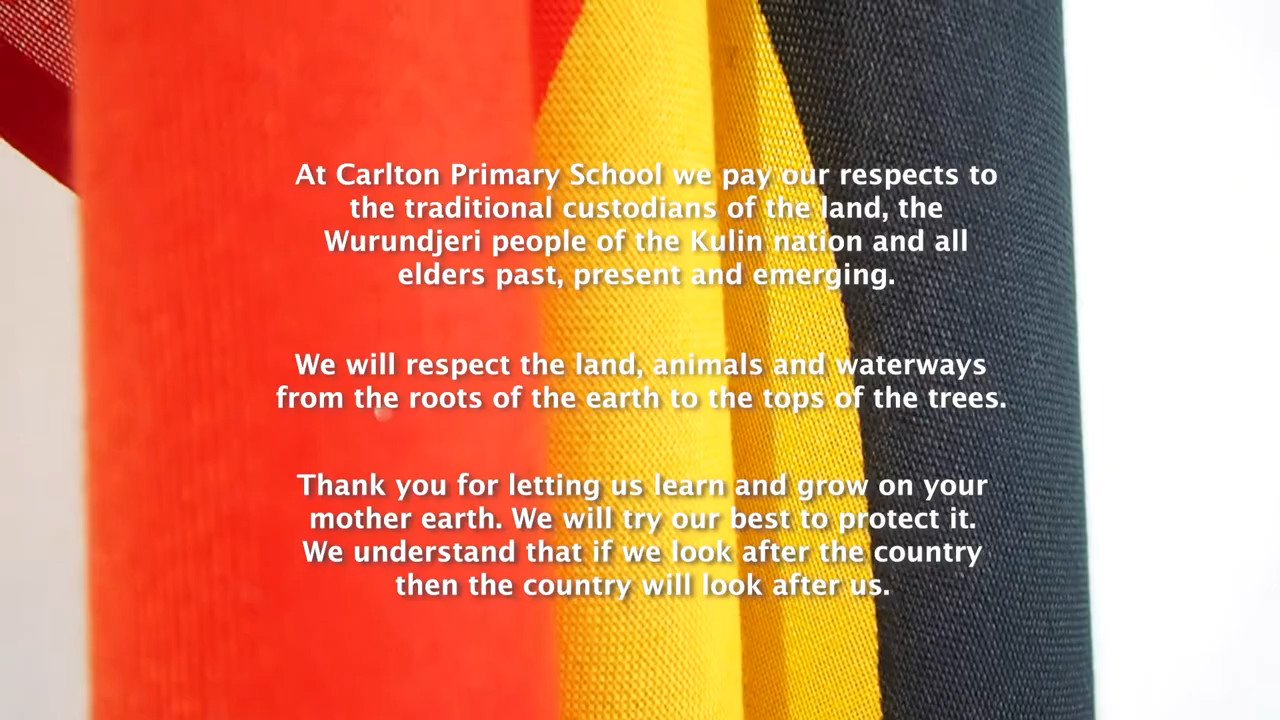 At Carlton Primary School we pay our respects to
the traditional custodians of the land, the
Wurundjeri people of the Kulin nation and all
elders past, present and emerging.
We will respect the land, animals and waterways
from the roots of the earth to the tops of the trees.
Thank you for letting us learn and grow on your
mother earth. We will try our best to protect it.
We understand that if we look after the country
then the country will look after us.